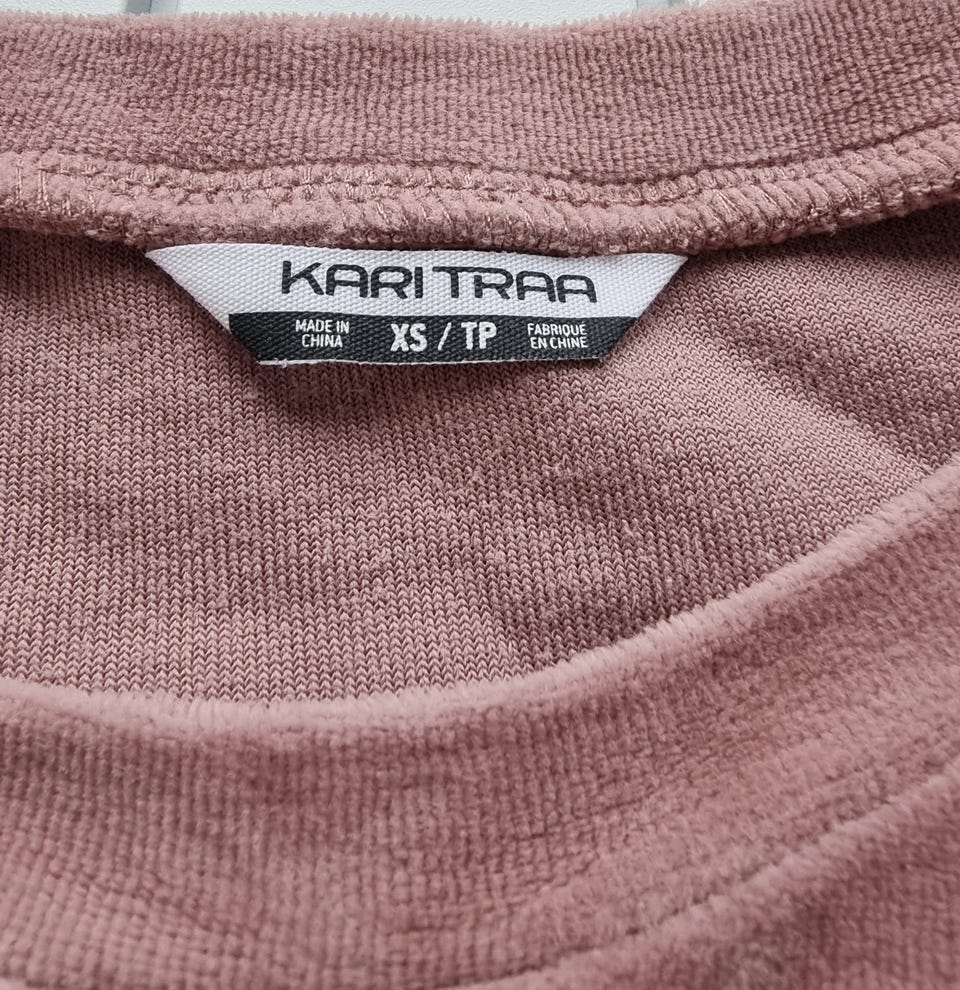 KARI TRAA
MADE IN
CHINA
XS / TP
FABRIQUÉ
EN CHINE